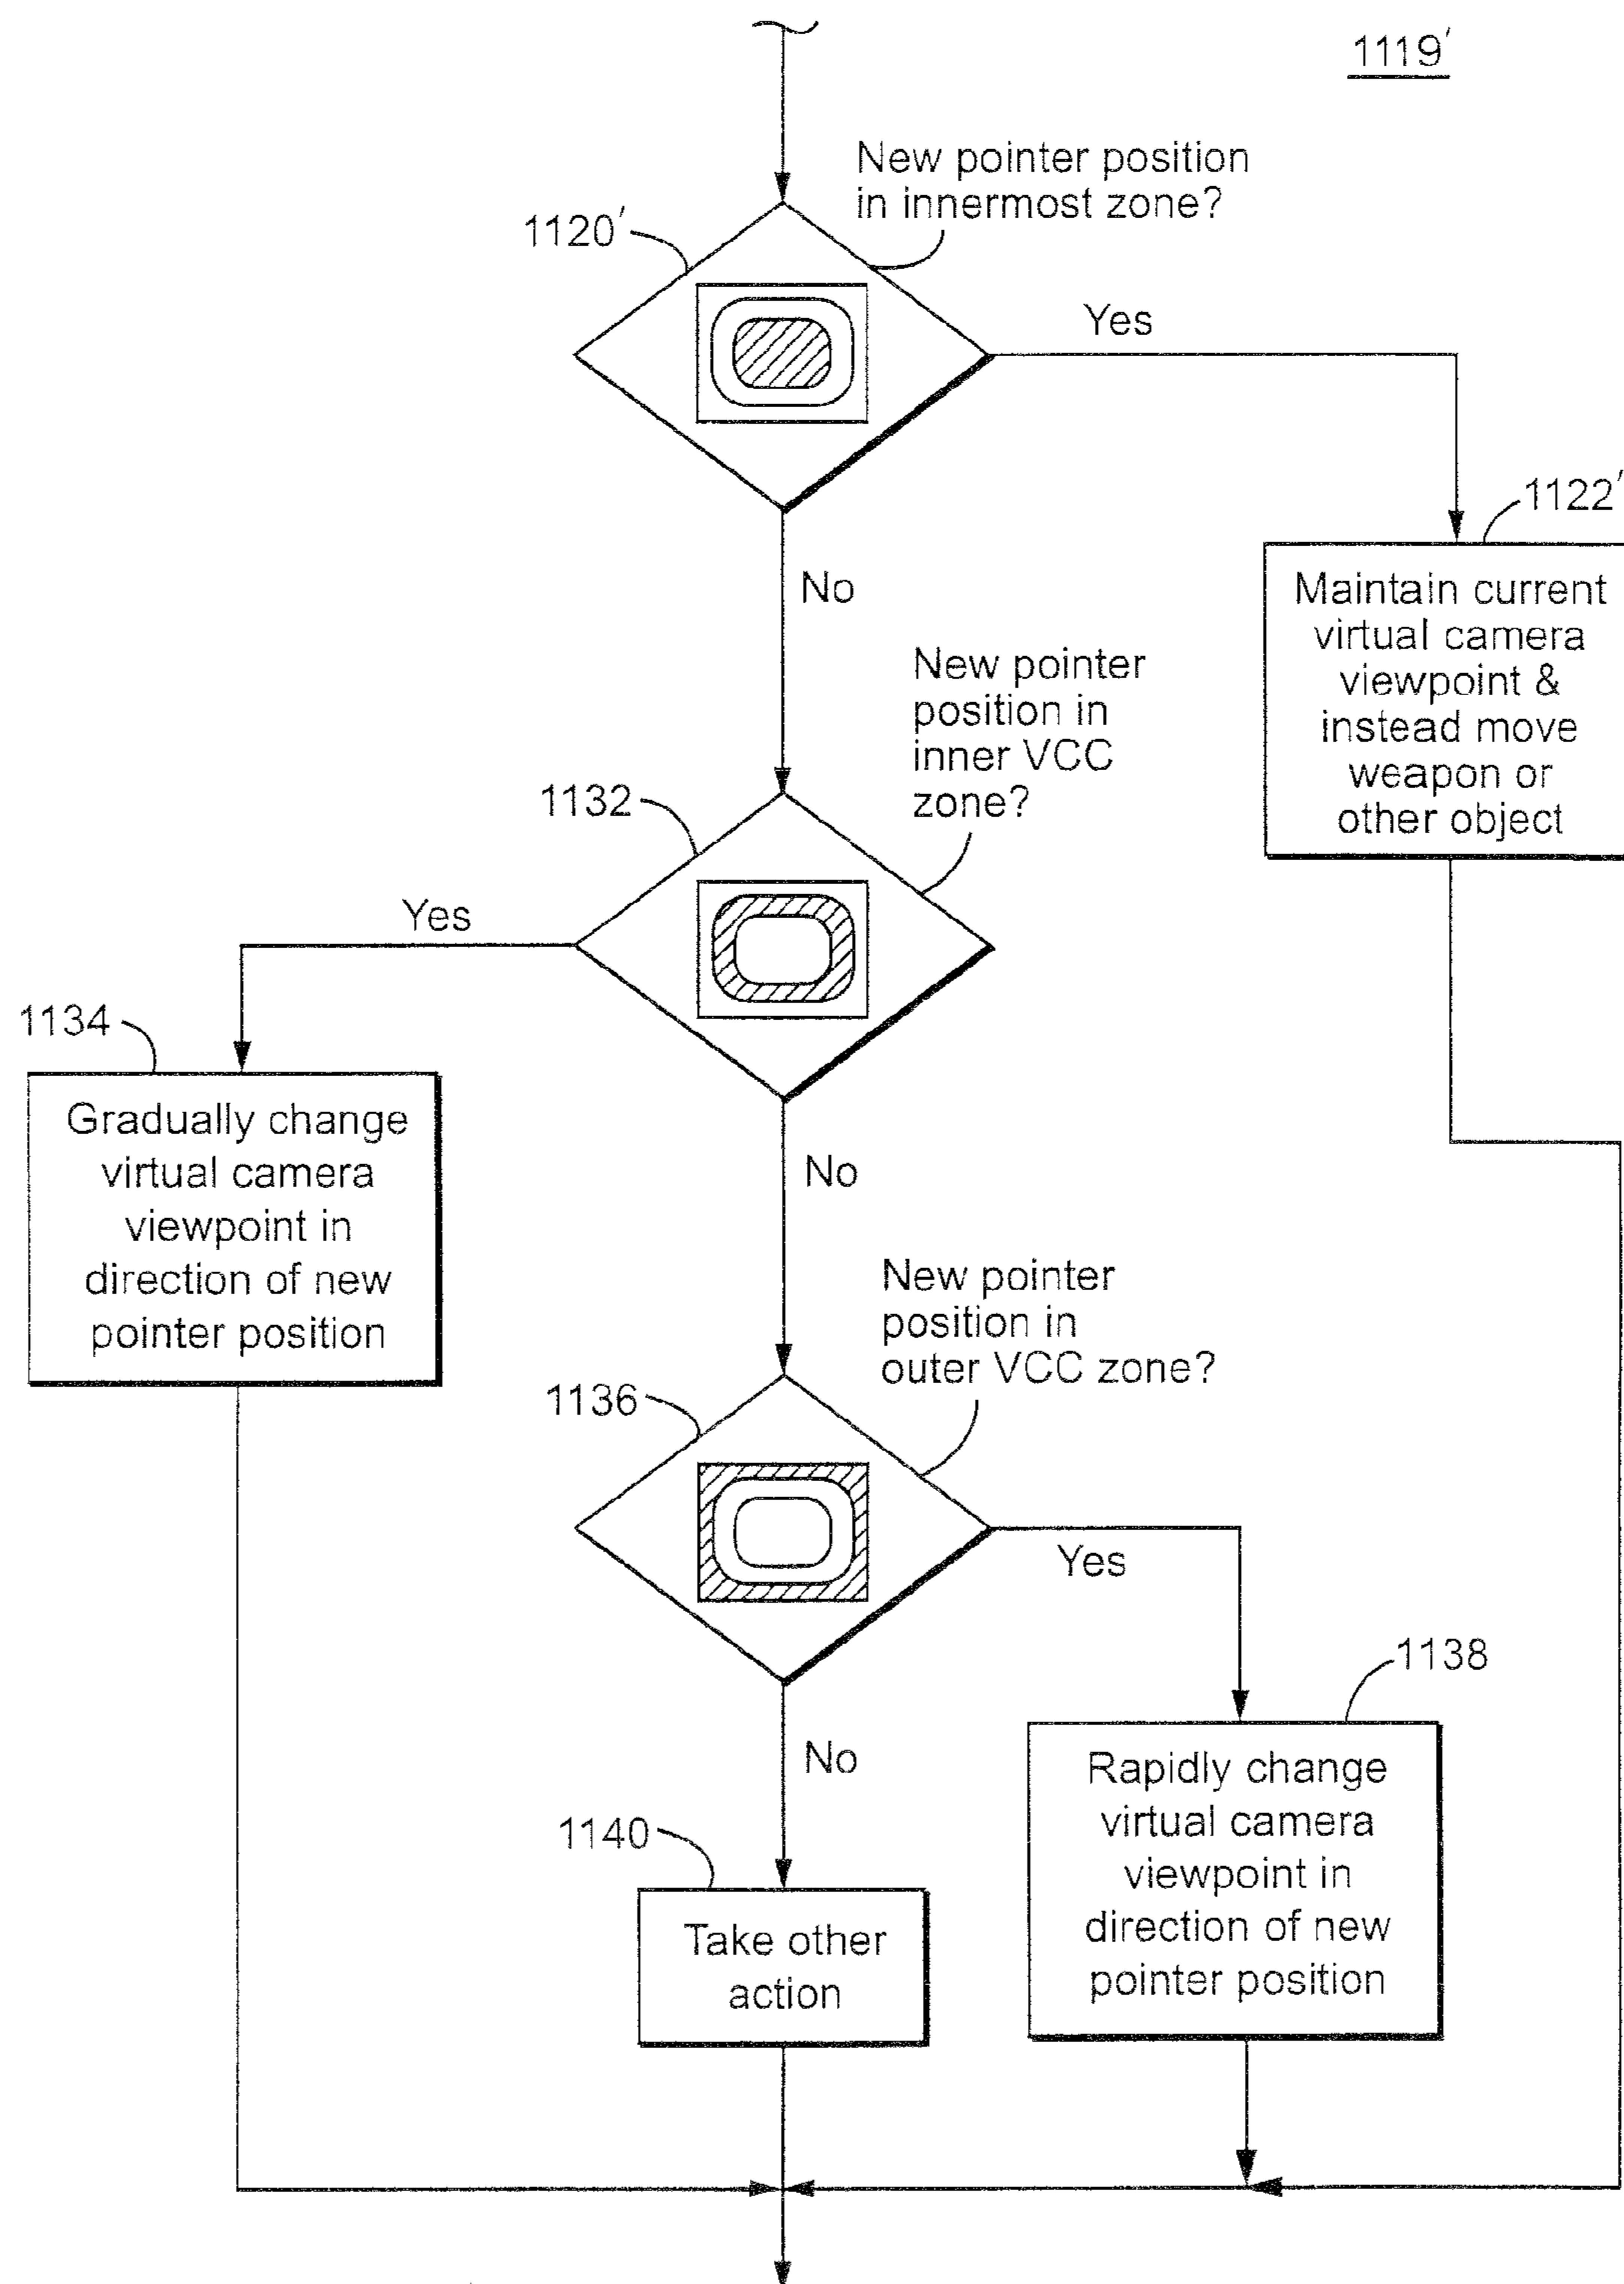 1119′
New pointer position
in innermost zone?
1120′
Yes
1122′
Maintain current
virtual camera
viewpoint &
instead move
weapon or
other object
No
New pointer
position in
inner VCC
zone?
1132
Yes
1134
Gradually change
virtual camera
viewpoint in
direction of new
pointer position
No
New pointer
position in
outer VCC zone?
1136
Yes
1138
Rapidly change
virtual camera
viewpoint in
direction of new
pointer position
No
1140
Take other
action